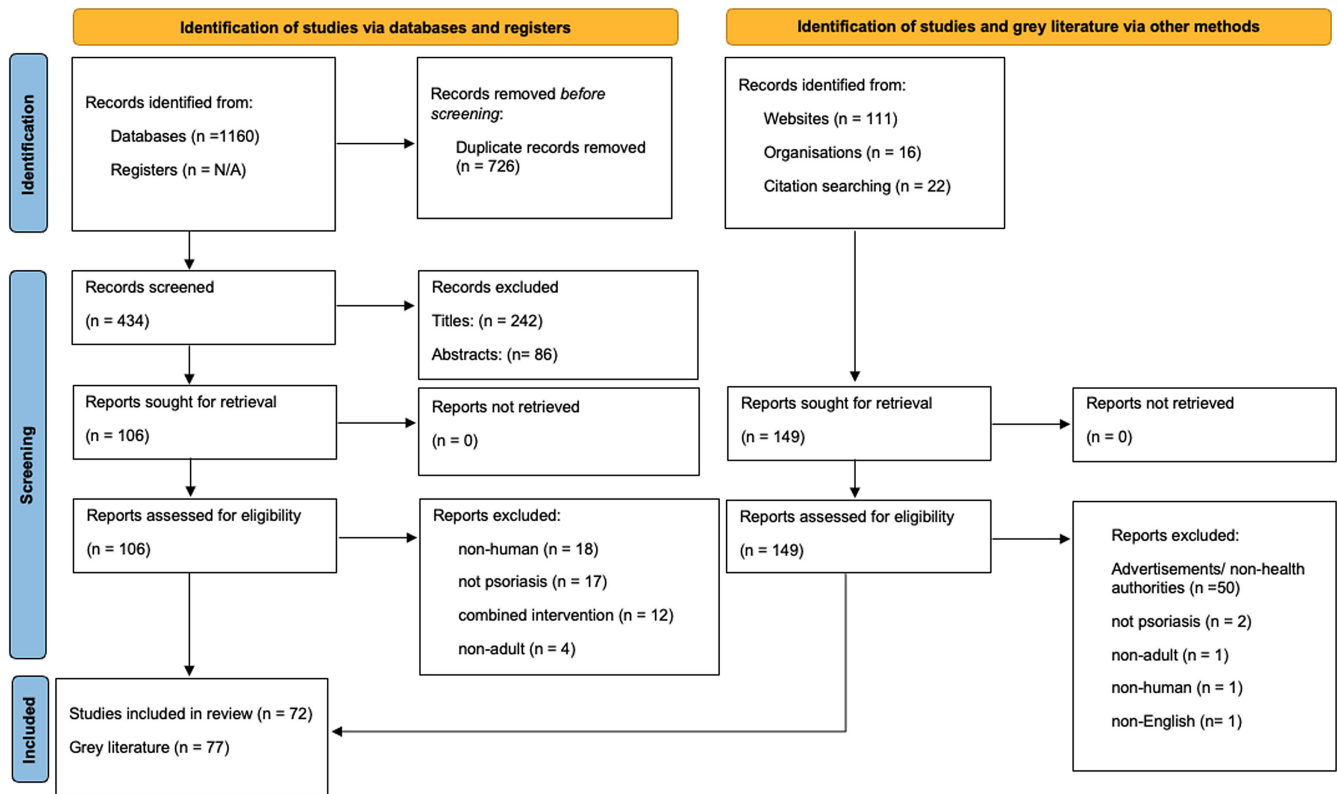 Identification of studies via databases and registers
Identification of studies and grey literature via other methods
Identification
Records identified from:
Databases (n =1160)
Registers (n = N/A)
Records removed before
screening:
Duplicate records removed
(n = 726)
Records identified from:
Websites (n = 111)
Organisations (n = 16)
Citation searching (n = 22)
Screening
Records screened
(n = 434)
Records excluded
Titles: (n = 242)
Abstracts: (n= 86)
Reports sought for retrieval
(n = 106)
Reports not retrieved
(n = 0)
Reports sought for retrieval
(n = 149)
Reports not retrieved
(n = 0)
Reports assessed for eligibility
(n = 106)
Reports excluded:
non-human (n = 18)
not psoriasis (n = 17)
combined intervention (n = 12)
non-adult (n = 4)
Reports assessed for eligibility
(n = 149)
Reports excluded:
Advertisements/ non-health
authorities (n =50)
not psoriasis (n = 2)
non-adult (n = 1)
non-human (n = 1)
non-English (n= 1)
Included
Studies included in review (n = 72)
Grey literature (n = 77)